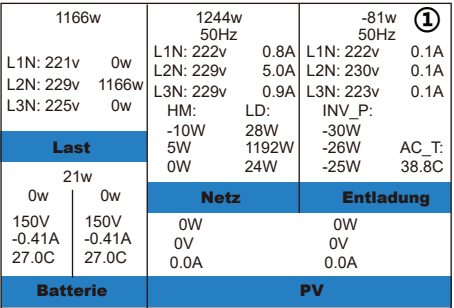 1166w
L1N: 221v 0w
L2N: 229v 1166w
L3N: 225v 0w
Last
1244w
50Hz
L1N: 222v 0.8A
L2N: 229v 5.0A
L3N: 229v 0.9A
HM: LD:
-10W 28W
5W 1192W
0W 24W
Netz
-81w ①
50Hz
L1N: 222v 0.1A
L2N: 230v 0.1A
L3N: 223v 0.1A
INV_P:
-30W
-26W AC_T:
-25W 38.8C
Entladung
21w
0w 0w
150V 150V
-0.41A -0.41A
27.0C 27.0C
Batterie
0W 0W
0V 0V
0.0A 0.0A
PV